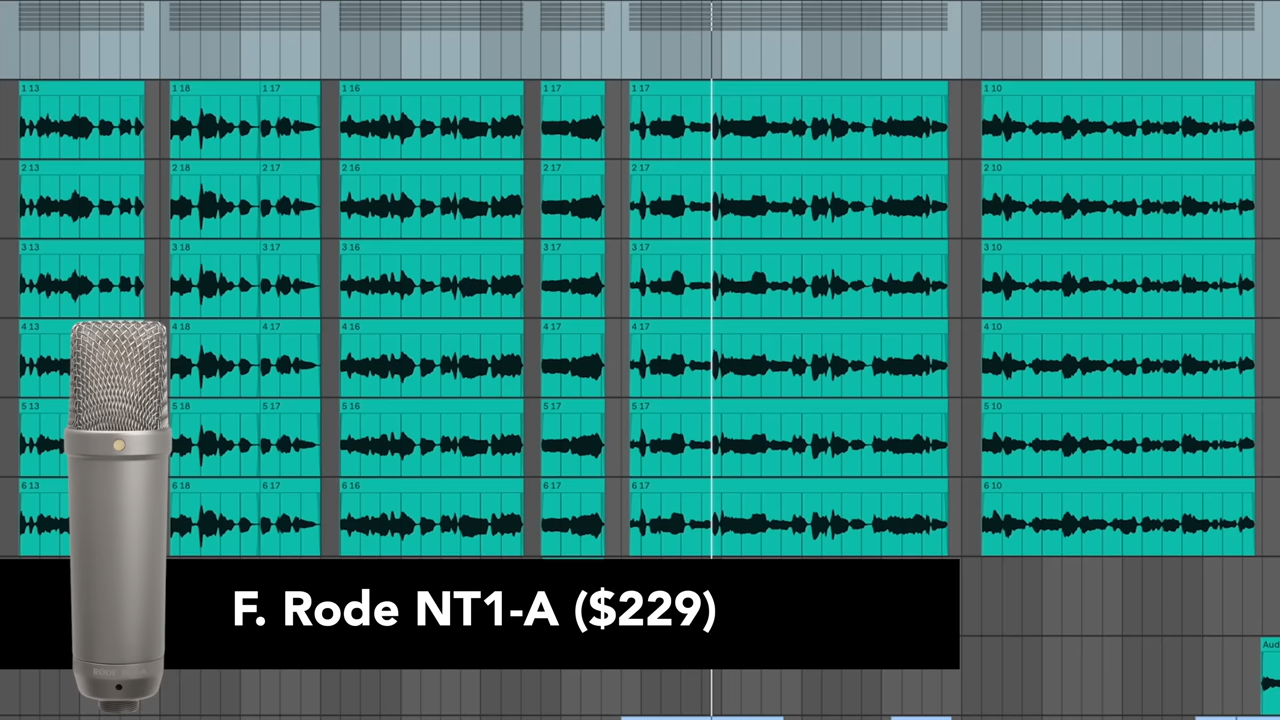 1 13 1 18 1 17 1 16 1 17 1 17 1 10
2 13 2 18 2 17 2 16 2 17 2 17 2 10
3 13 3 18 3 17 3 16 3 17 3 17 3 10
4 13 4 18 4 17 4 16 4 17 4 17 4 10
5 13 5 18 5 17 5 16 5 17 5 17 5 10
6 13 6 18 6 17 6 16 6 17 6 17 6 10
F. Rode NT1-A ($229)
Aud
RODE